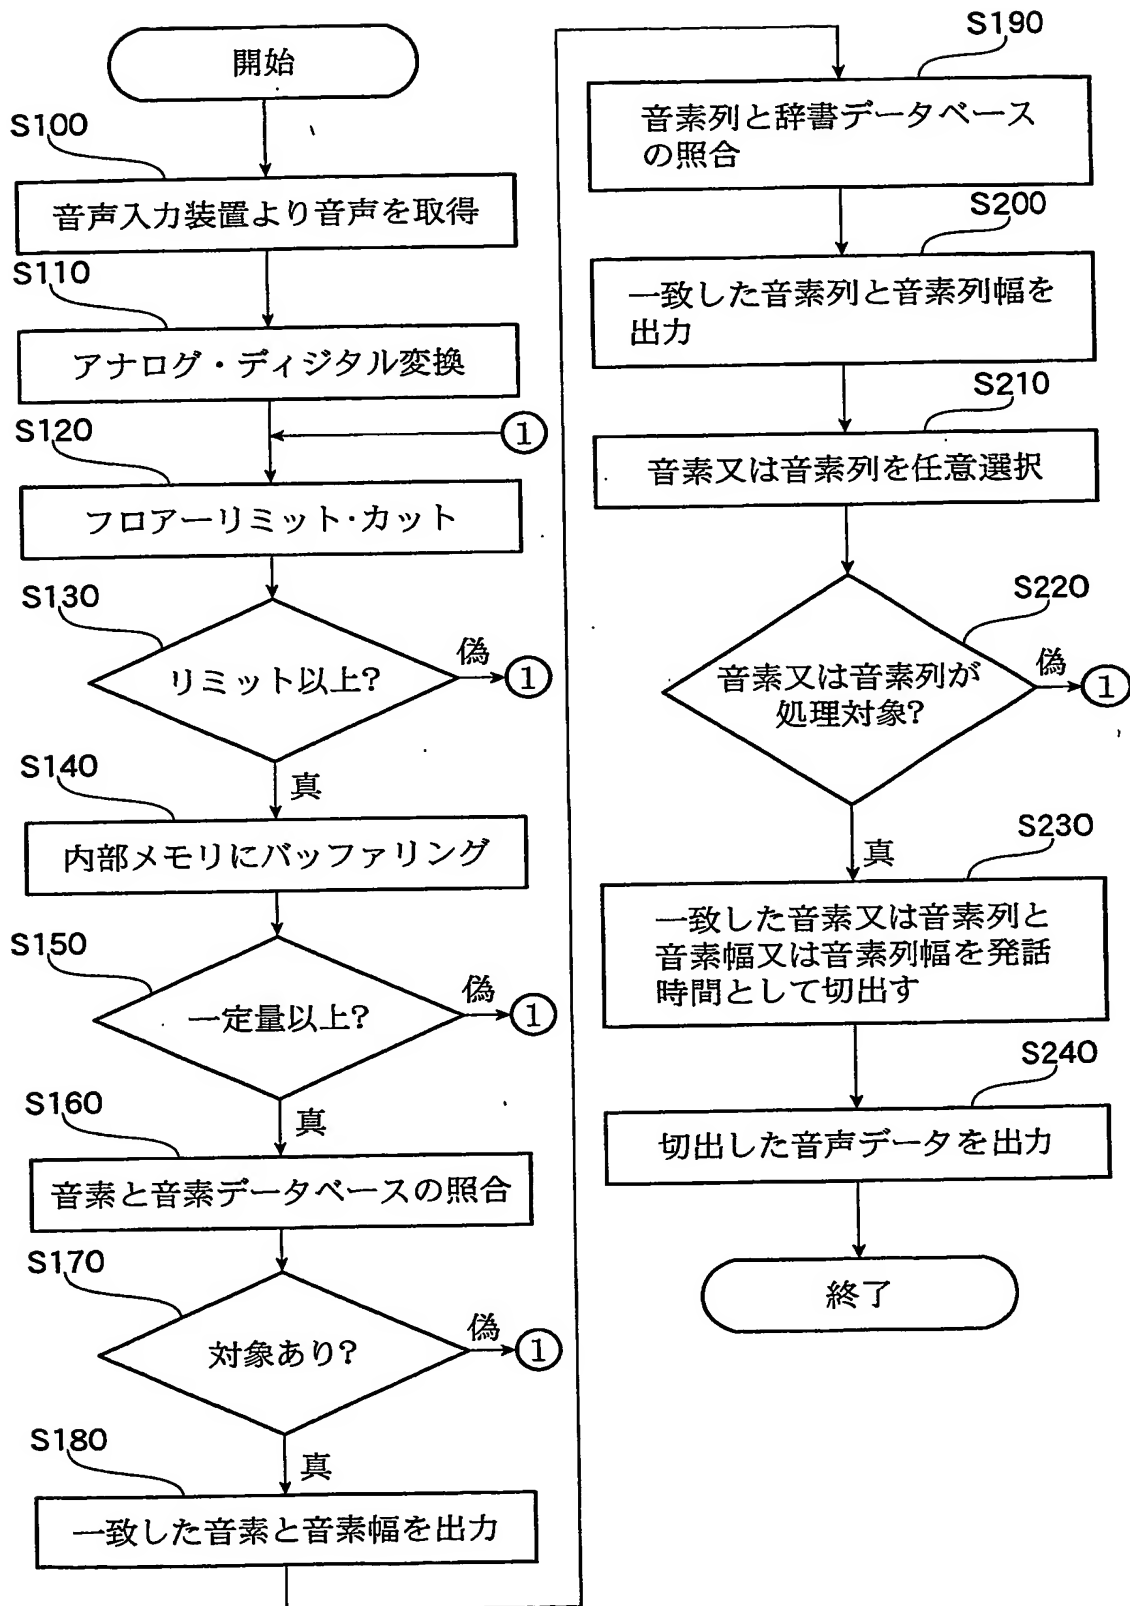 開始
S100
音声入力装置より音声を取得
S110
アナログ・ディジタル変換
①
S120
フロアーリミット・カット
S130
リミット以上?
偽
①
真
S140
内部メモリにバッファリング
S150
一定量以上?
偽
①
真
S160
音素と音素データベースの照合
S170
対象あり?
偽
①
真
S180
一致した音素と音素幅を出力
S190
音素列と辞書データベース
の照合
S200
一致した音素列と音素列幅を
出力
S210
音素又は音素列を任意選択
S220
音素又は音素列が
処理対象?
偽
①
真
S230
一致した音素又は音素列と
音素幅又は音素列幅を発話
時間として切出す
S240
切出した音声データを出力
終了